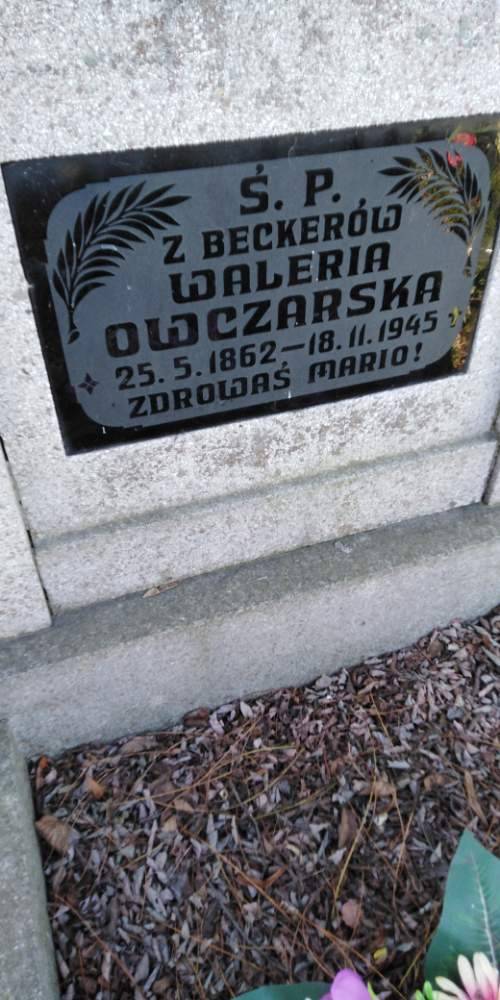 Ś. P.
Z BECKERÓW
WALERIA
OWCZARSKA
25. 5. 1862 — 18. 11. 1945
ZDROWAŚ MARIO!